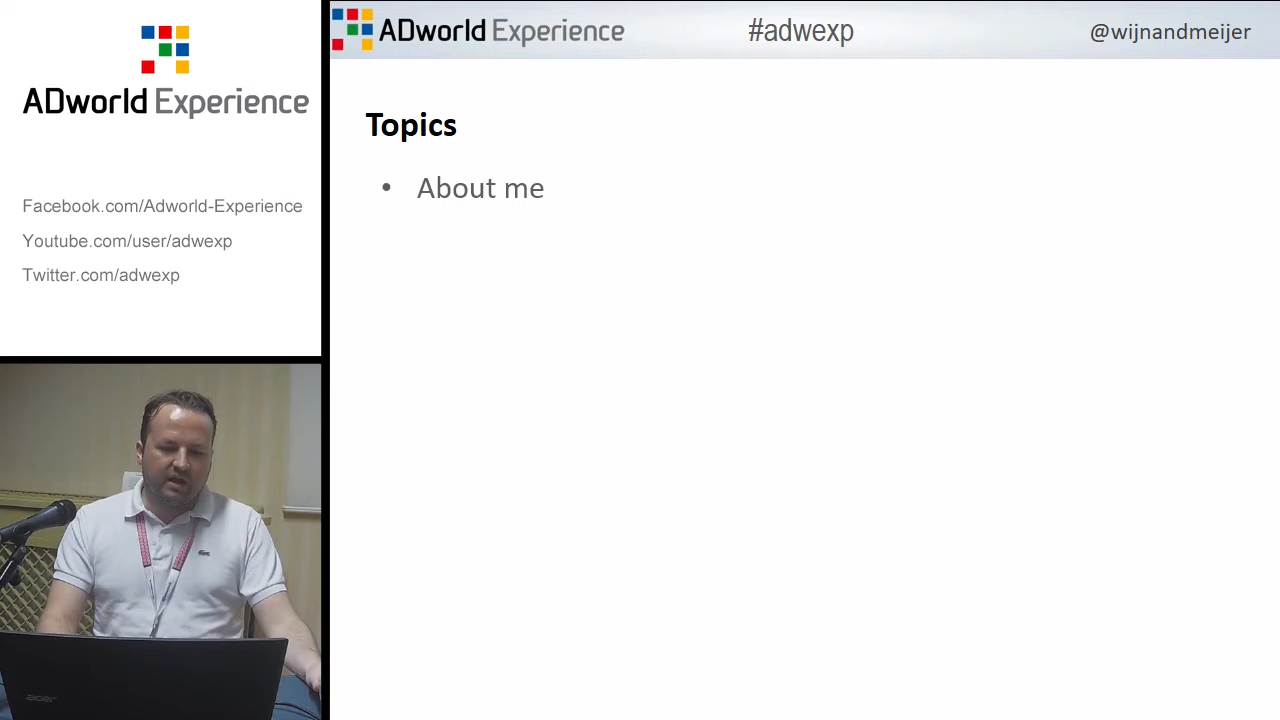 ADworld Experience
Facebook.com/Adworld-Experience
Youtube.com/user/adwexp
Twitter.com/adwexp
ADworld Experience
#adwexp
@wijnandmeijer
Topics
• About me
acer